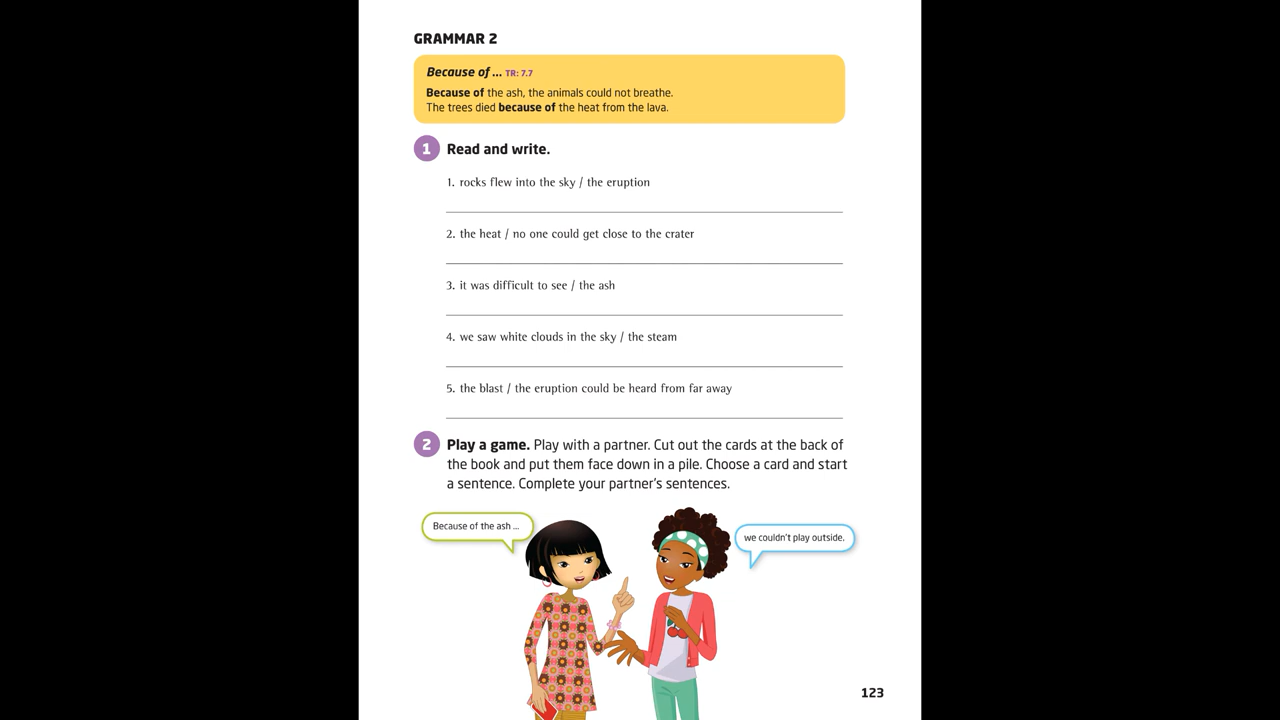 GRAMMAR 2
Because of ... TR: 7.7
Because of the ash, the animals could not breathe.
The trees died because of the heat from the lava.
1 Read and write.
1. rocks flew into the sky / the eruption
2. the heat / no one could get close to the crater
3. it was difficult to see / the ash
4. we saw white clouds in the sky / the steam
5. the blast / the eruption could be heard from far away
2 Play a game. Play with a partner. Cut out the cards at the back of
the book and put them face down in a pile. Choose a card and start
a sentence. Complete your partner's sentences.
Because of the ash ...
we couldn't play outside.
123